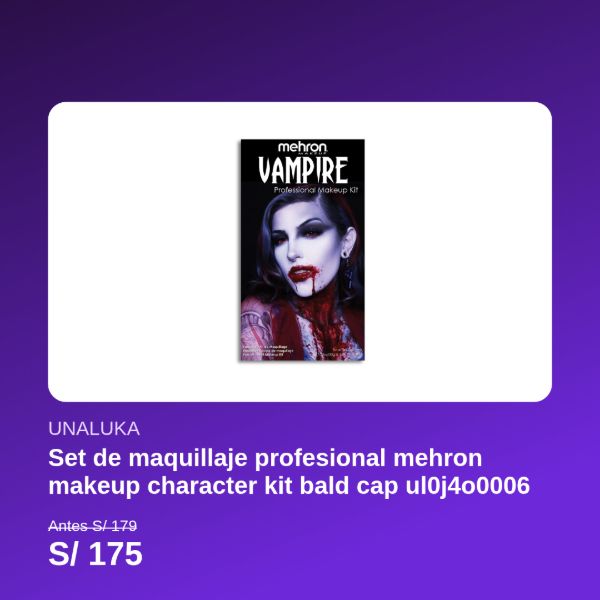 mehron
MAKEUP
VAMPIRE
Professional Makeup Kit
UNALUKA
Set de maquillaje profesional mehron
makeup character kit bald cap ul0j4o0006
Antes S/ 179
S/ 175